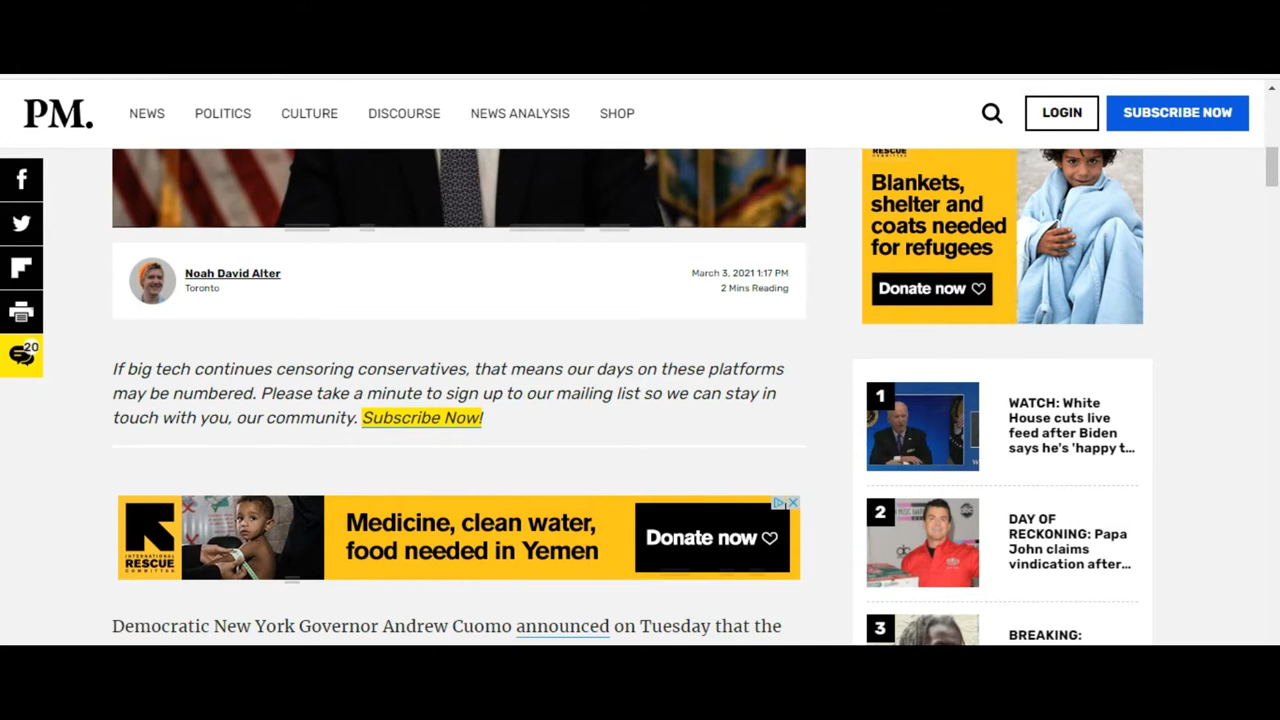 PM.
NEWS
POLITICS
CULTURE
DISCOURSE
NEWS ANALYSIS
SHOP
LOGIN
SUBSCRIBE NOW
20
Noah David Alter
Toronto
March 3, 2021 1:17 PM
2 Mins Reading
If big tech continues censoring conservatives, that means our days on these platforms
may be numbered. Please take a minute to sign up to our mailing list so we can stay in
touch with you, our community. Subscribe Now!
INTERNATIONAL
RESCUE
COMMITTEE
Medicine, clean water,
food needed in Yemen
Donate now
Democratic New York Governor Andrew Cuomo announced on Tuesday that the
RESCUE
COMMITTEE
Blankets,
shelter and
coats needed
for refugees
Donate now
1
WATCH: White
House cuts live
feed after Biden
says he's 'happy t...
2
DAY OF
RECKONING: Papa
John claims
vindication after...
3
BREAKING: